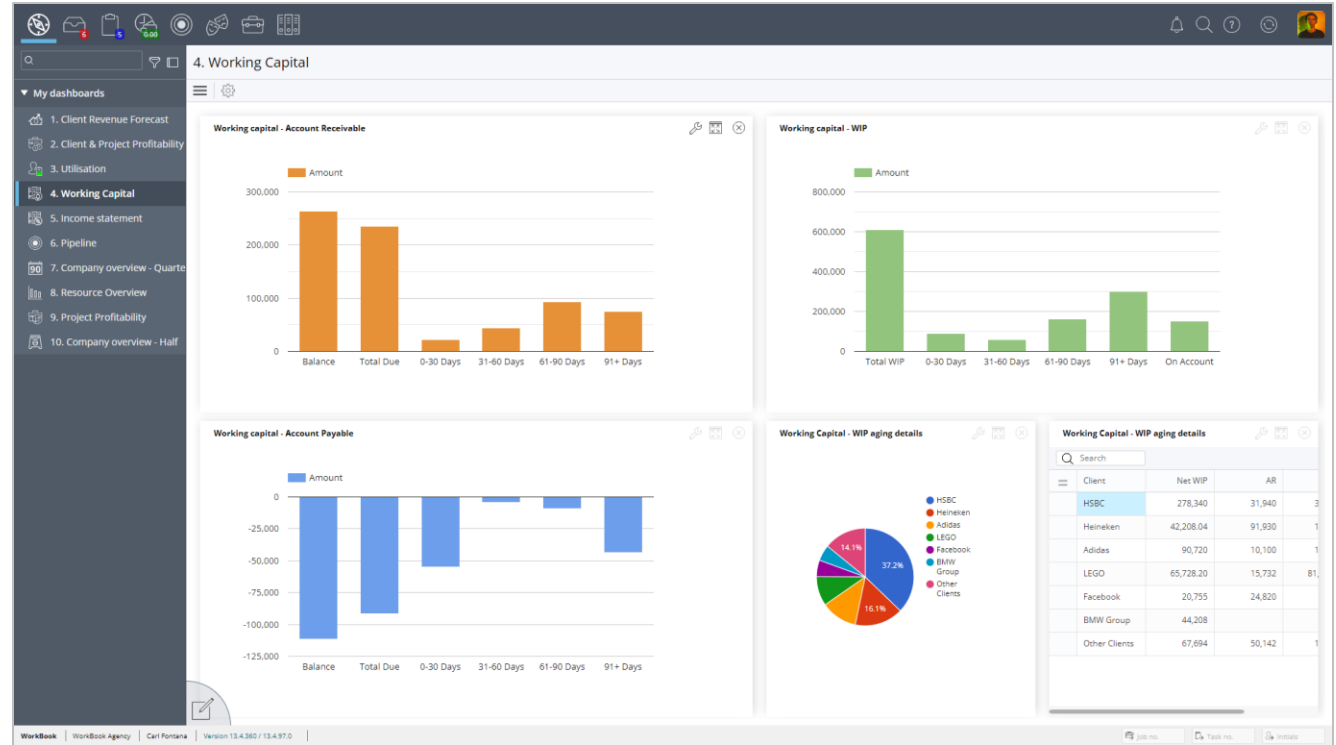 6
5
0.00
4. Working Capital
My dashboards
1. Client Revenue Forecast
2. Client & Project Profitability
3. Utilisation
4. Working Capital
5. Income statement
6. Pipeline
90
7. Company overview - Quarte
8. Resource Overview
9. Project Profitability
10. Company overview - Half
Working capital - Account Receivable
Amount
300,000
200,000
100,000
0
Balance Total Due 0-30 Days 31-60 Days 61-90 Days 91+ Days
Working capital - WIP
Amount
800,000
600,000
400,000
200,000
0
Total WIP 0-30 Days 31-60 Days 61-90 Days 91+ Days On Account
Working capital - Account Payable
Amount
0
-25,000
-50,000
-75,000
-100,000
-125,000
Balance Total Due 0-30 Days 31-60 Days 61-90 Days 91+ Days
Working Capital - WIP aging details
14.1%
37.2%
16.1%
HSBC
Heineken
Adidas
LEGO
Facebook
BMW
Group
Other
Clients
Working Capital - WIP aging details
Search
Client Net WIP AR
HSBC 278,340 31,940 3
Heineken 42,208.04 91,930 1
Adidas 90,720 10,100 1
LEGO 65,728.20 15,732 81,
Facebook 20,755 24,820
BMW Group 44,208
Other Clients 67,694 50,142 1
WorkBook WorkBook Agency Carl Fontana Version 13.4.360 / 13.4.97.0 Job no. Task no. Initials